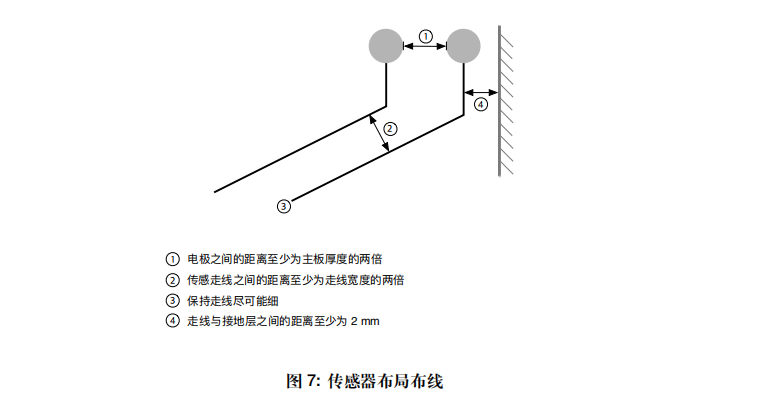 ①
④
②
③
① 电极之间的距离至少为主板厚度的两倍
② 传感走线之间的距离至少为走线宽度的两倍
③ 保持走线尽可能细
④ 走线与接地层之间的距离至少为 2 mm
图 7: 传感器布局布线